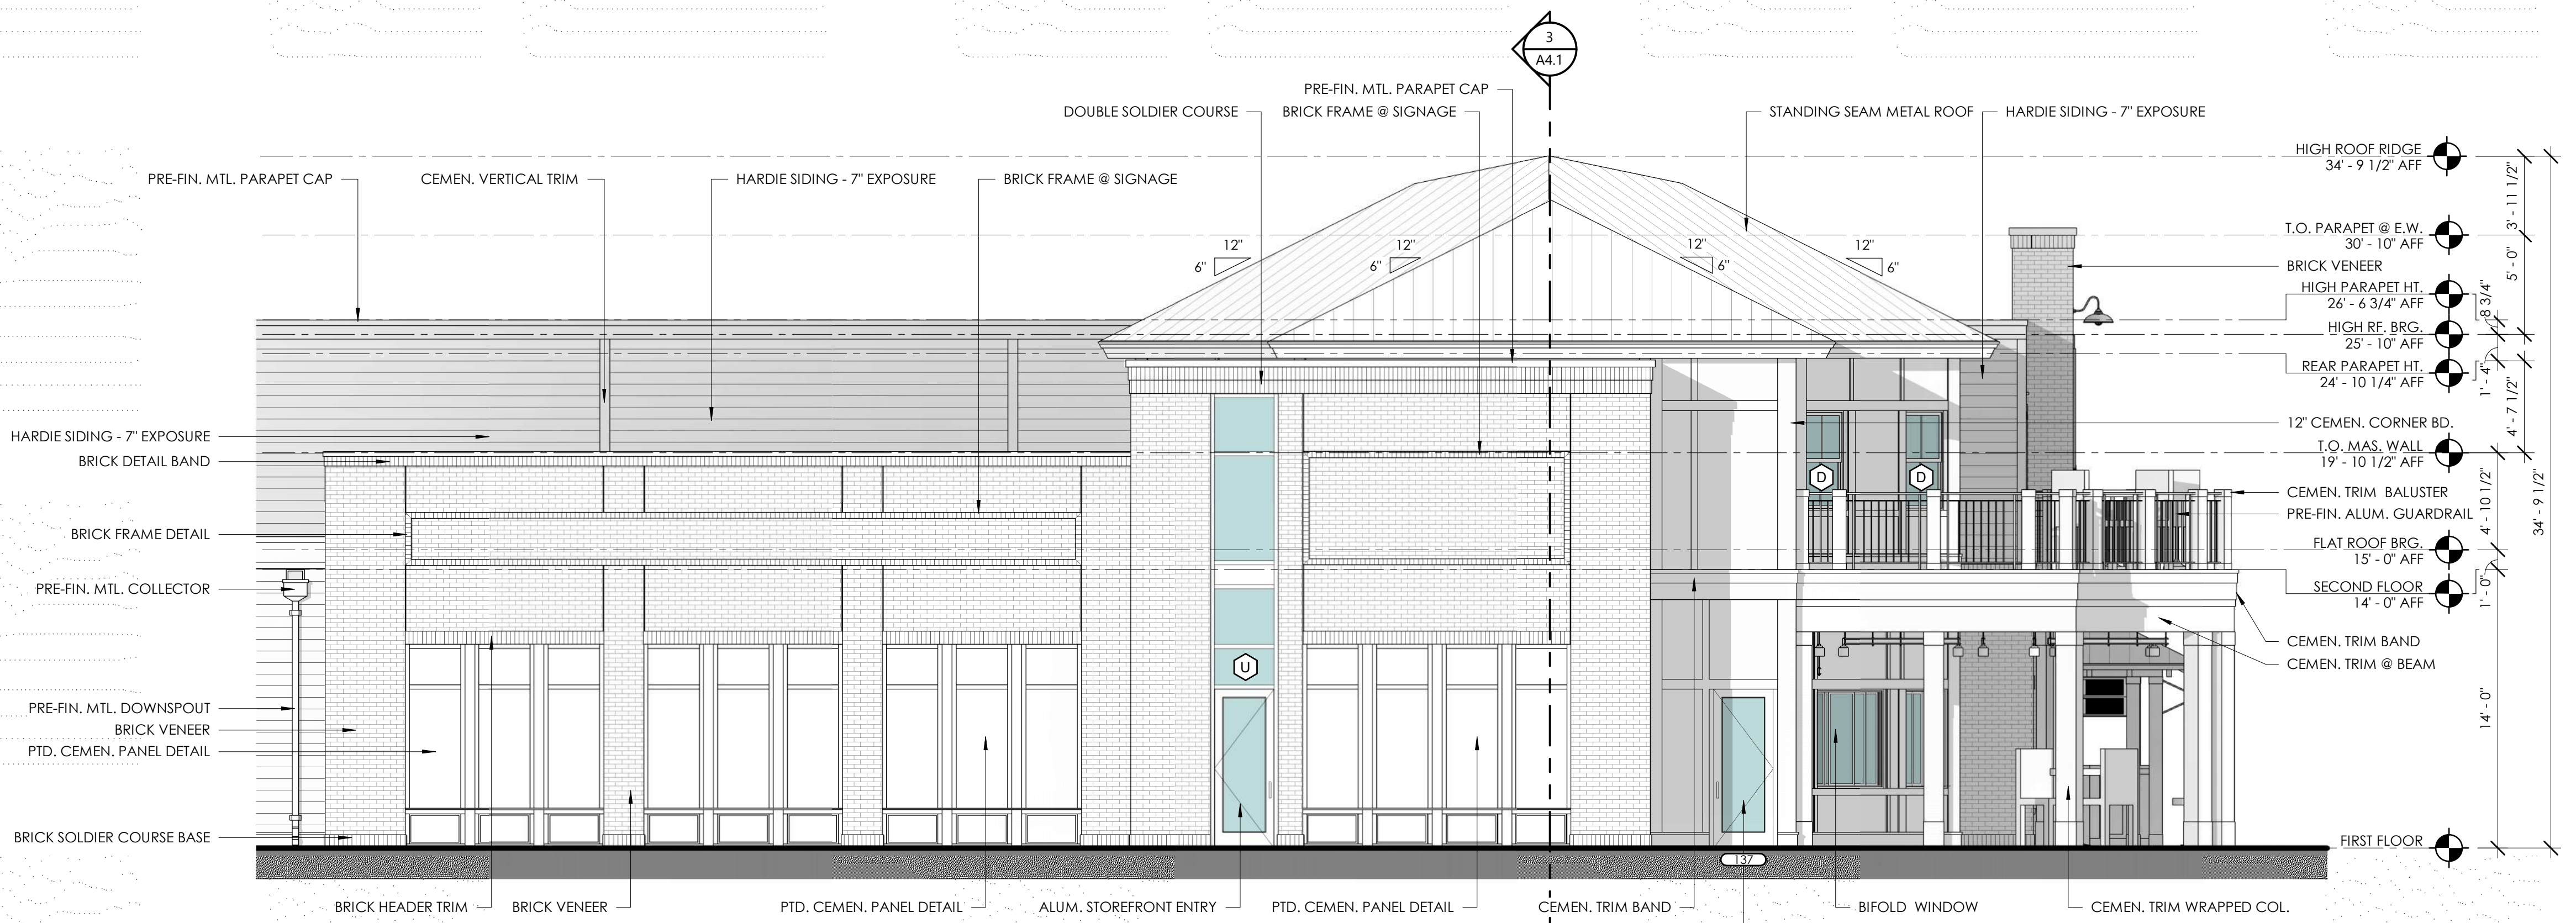 3
A4.1
PRE-FIN. MTL. PARAPET CAP
DOUBLE SOLDIER COURSE
BRICK FRAME @ SIGNAGE
STANDING SEAM METAL ROOF
HARDIE SIDING - 7" EXPOSURE
PRE-FIN. MTL. PARAPET CAP
CEMEN. VERTICAL TRIM
HARDIE SIDING - 7" EXPOSURE
BRICK FRAME @ SIGNAGE
12"
6"
12"
6"
12"
6"
12"
6"
HARDIE SIDING - 7" EXPOSURE
BRICK DETAIL BAND
BRICK FRAME DETAIL
PRE-FIN. MTL. COLLECTOR
PRE-FIN. MTL. DOWNSPOUT
BRICK VENEER
PTD. CEMEN. PANEL DETAIL
BRICK SOLDIER COURSE BASE
U
D
D
137
HIGH ROOF RIDGE
34' - 9 1/2" AFF
T.O. PARAPET @ E.W.
30' - 10" AFF
BRICK VENEER
HIGH PARAPET HT.
26' - 6 3/4" AFF
HIGH RF. BRG.
25' - 10" AFF
REAR PARAPET HT.
24' - 10 1/4" AFF
12" CEMEN. CORNER BD.
T.O. MAS. WALL
19' - 10 1/2" AFF
CEMEN. TRIM  BALUSTER
PRE-FIN. ALUM. GUARDRAIL
FLAT ROOF BRG.
15' - 0" AFF
SECOND FLOOR
14' - 0" AFF
CEMEN. TRIM BAND
CEMEN. TRIM @ BEAM
FIRST FLOOR
3' - 11 1/2"
5' - 0"
8 3/4"
1' - 4"
4' - 7 1/2"
4' - 10 1/2"
1' - 0"
14' - 0"
34' - 9 1/2"
BRICK HEADER TRIM
BRICK VENEER
PTD. CEMEN. PANEL DETAIL
ALUM. STOREFRONT ENTRY
PTD. CEMEN. PANEL DETAIL
CEMEN. TRIM BAND
BIFOLD  WINDOW
CEMEN. TRIM WRAPPED COL.